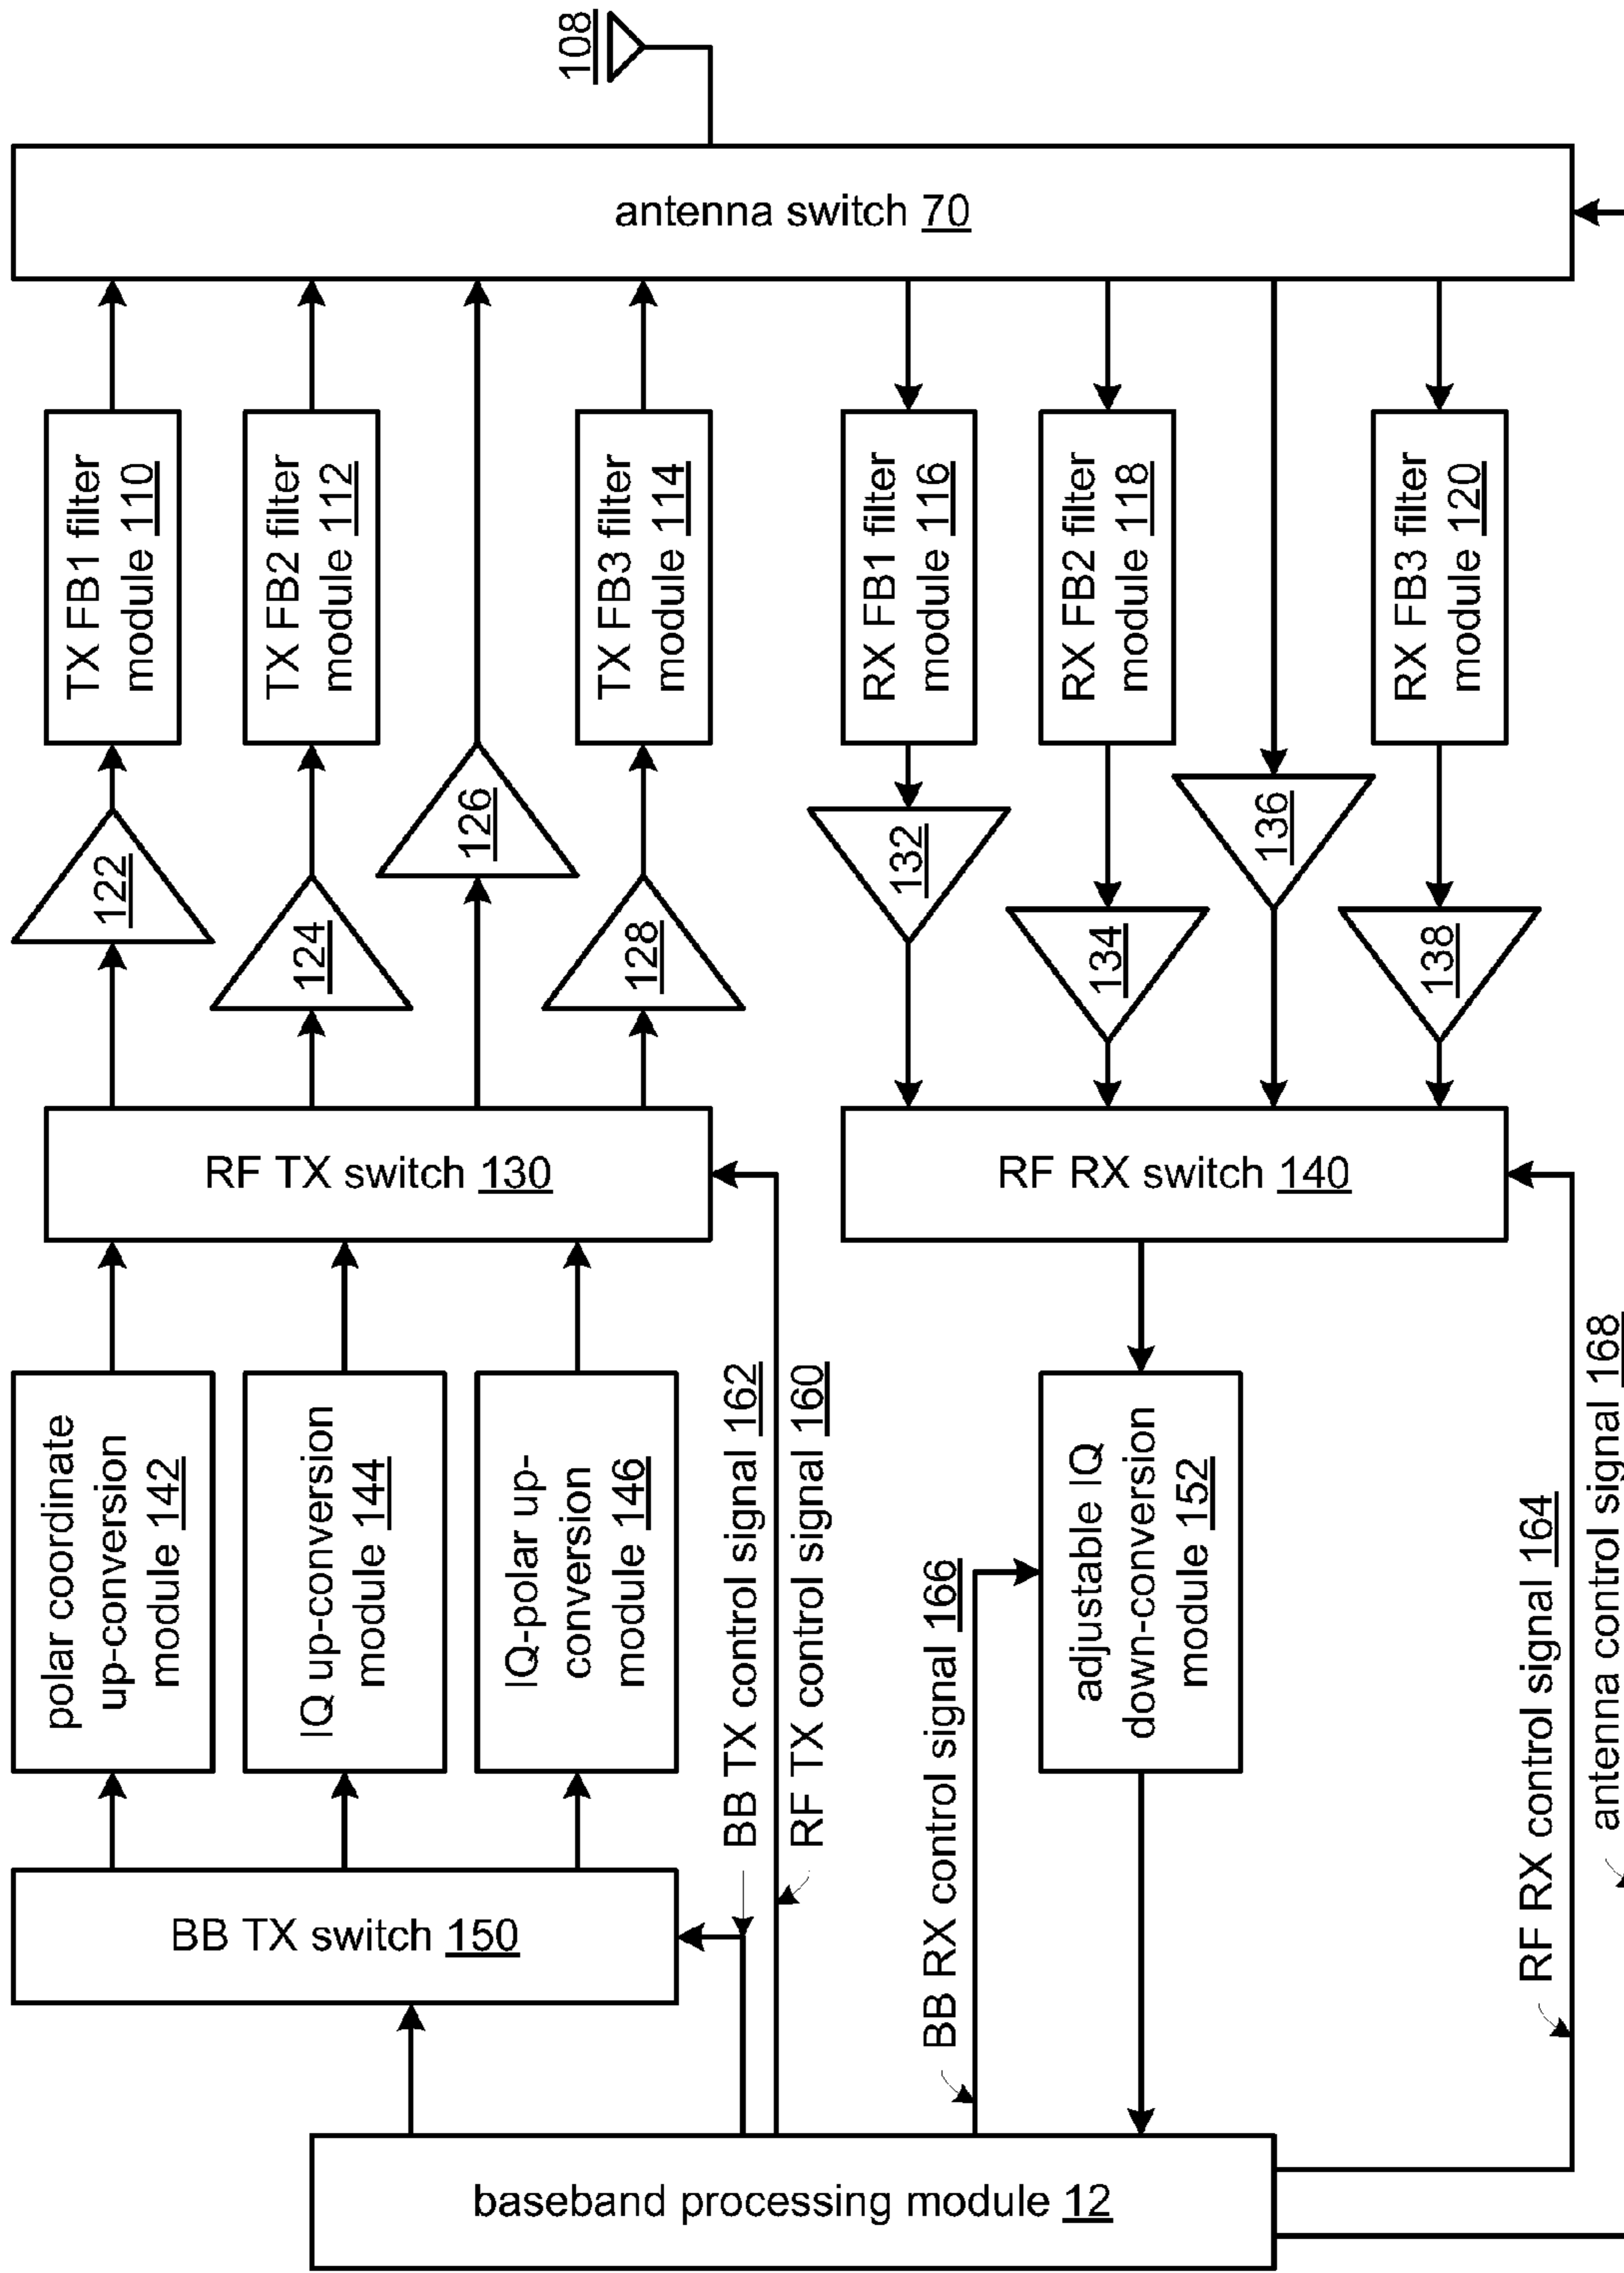 108
antenna switch 70
TX FB1 filter
module 110
TX FB2 filter
module 112
TX FB3 filter
module 114
RX FB1 filter
module 116
RX FB2 filter
module 118
RX FB3 filter
module 120
122
124
126
128
132
134
136
138
RF TX switch 130
RF RX switch 140
polar coordinate
up-conversion
module 142
IQ up-conversion
module 144
IQ-polar up-
conversion
module 146
BB TX control signal 162
RF TX control signal 160
BB RX control signal 166
adjustable IQ
down-conversion
module 152
RF RX control signal 164
antenna control signal 168
BB TX switch 150
baseband processing module 12